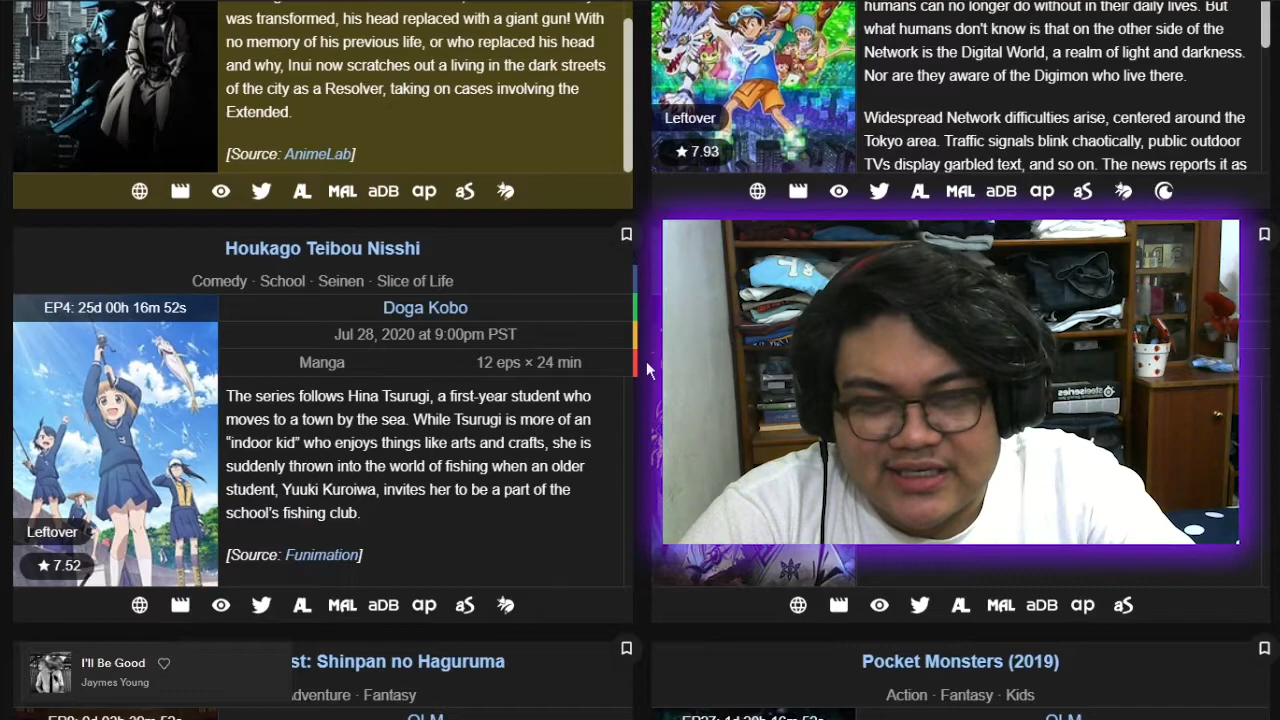 was transformed, his head replaced with a giant gun! With
no memory of his previous life, or who replaced his head
and why, Inui now scratches out a living in the dark streets
of the city as a Resolver, taking on cases involving the
Extended.
[Source: AnimeLab]
AL MAL aDB ap aS
humans can no longer do without in their daily lives. But
what humans don't know is that on the other side of the
Network is the Digital World, a realm of light and darkness.
Nor are they aware of the Digimon who live there.
Widespread Network difficulties arise, centered around the
Tokyo area. Traffic signals blink chaotically, public outdoor
TVs display garbled text, and so on. The news reports it as
Leftover
★ 7.93
AL MAL aDB ap aS
Houkago Teibou Nisshi
Comedy · School · Seinen · Slice of Life
EP4: 25d 00h 16m 52s
Doga Kobo
Jul 28, 2020 at 9:00pm PST
Manga 12 eps × 24 min
The series follows Hina Tsurugi, a first-year student who
moves to a town by the sea. While Tsurugi is more of an
“indoor kid” who enjoys things like arts and crafts, she is
suddenly thrown into the world of fishing when an older
student, Yuuki Kuroiwa, invites her to be a part of the
school’s fishing club.
[Source: Funimation]
Leftover
★ 7.52
AL MAL aDB ap aS
steelseries
AL MAL aDB ap aS
I'll Be Good
Jaymes Young
st: Shinpan no Haguruma
dventure · Fantasy
OLM
Pocket Monsters (2019)
Action · Fantasy · Kids
OLM